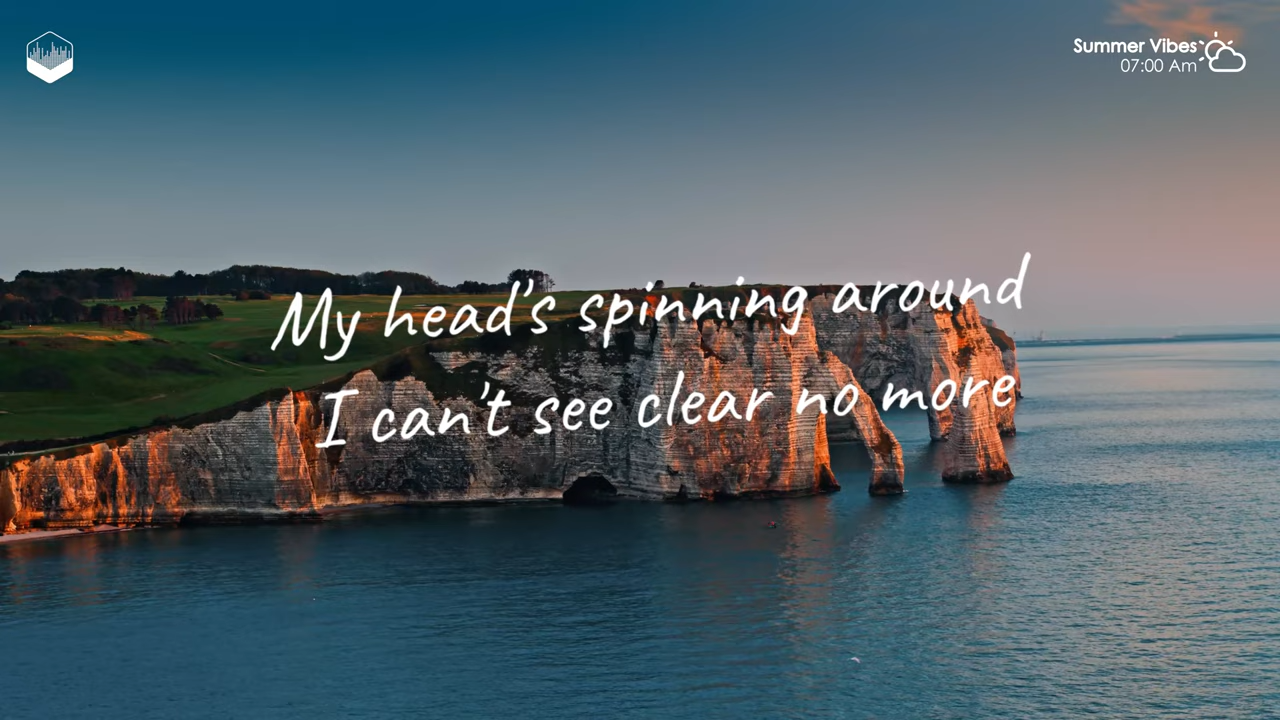 Summer Vibes
07:00 Am
My head's spinning around
I can't see clear no more